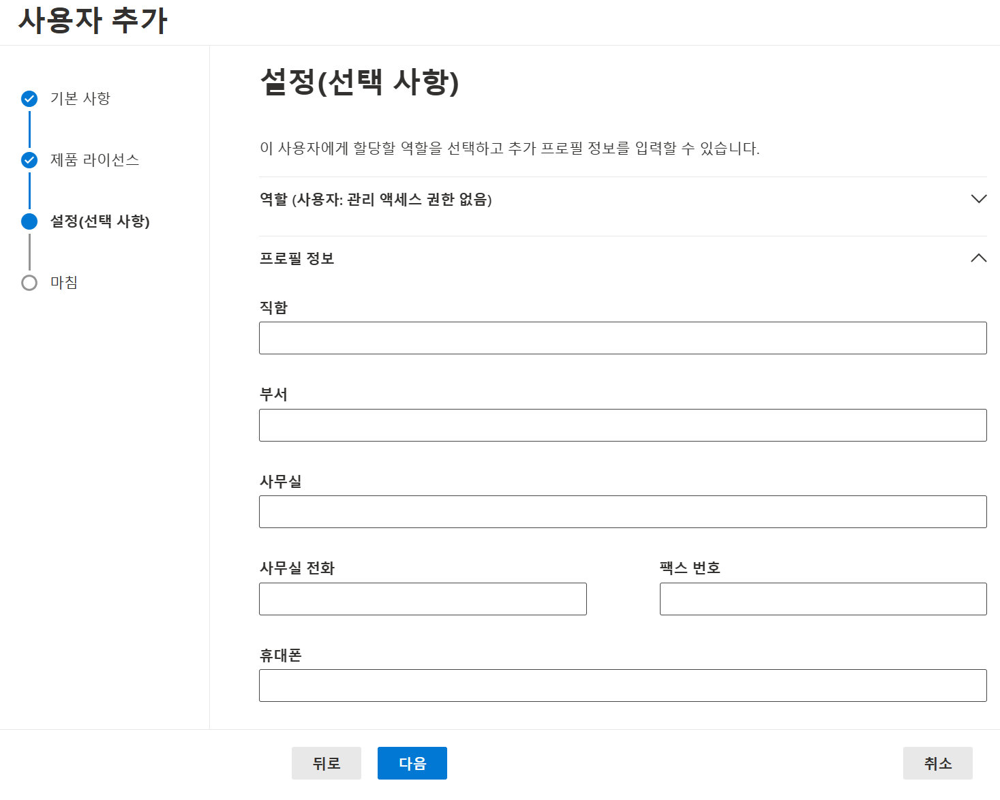 사용자 추가
기본 사항
제품 라이선스
설정(선택 사항)
마침
설정(선택 사항)
이 사용자에게 할당할 역할을 선택하고 추가 프로필 정보를 입력할 수 있습니다.
역할 (사용자: 관리 액세스 권한 없음)
프로필 정보
직함
부서
사무실
사무실 전화
팩스 번호
휴대폰
뒤로
다음
취소